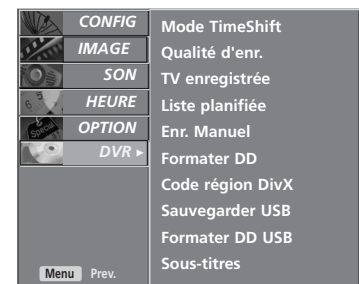 CONFIG
IMAGE
SON
HEURE
Special
OPTION
DVR ►
Menu Prev.
Mode TimeShift
Qualité d'enr.
TV enregistrée
Liste planifiée
Enr. Manuel
Formater DD
Code région DivX
Sauvegarder USB
Formater DD USB
Sous-titres